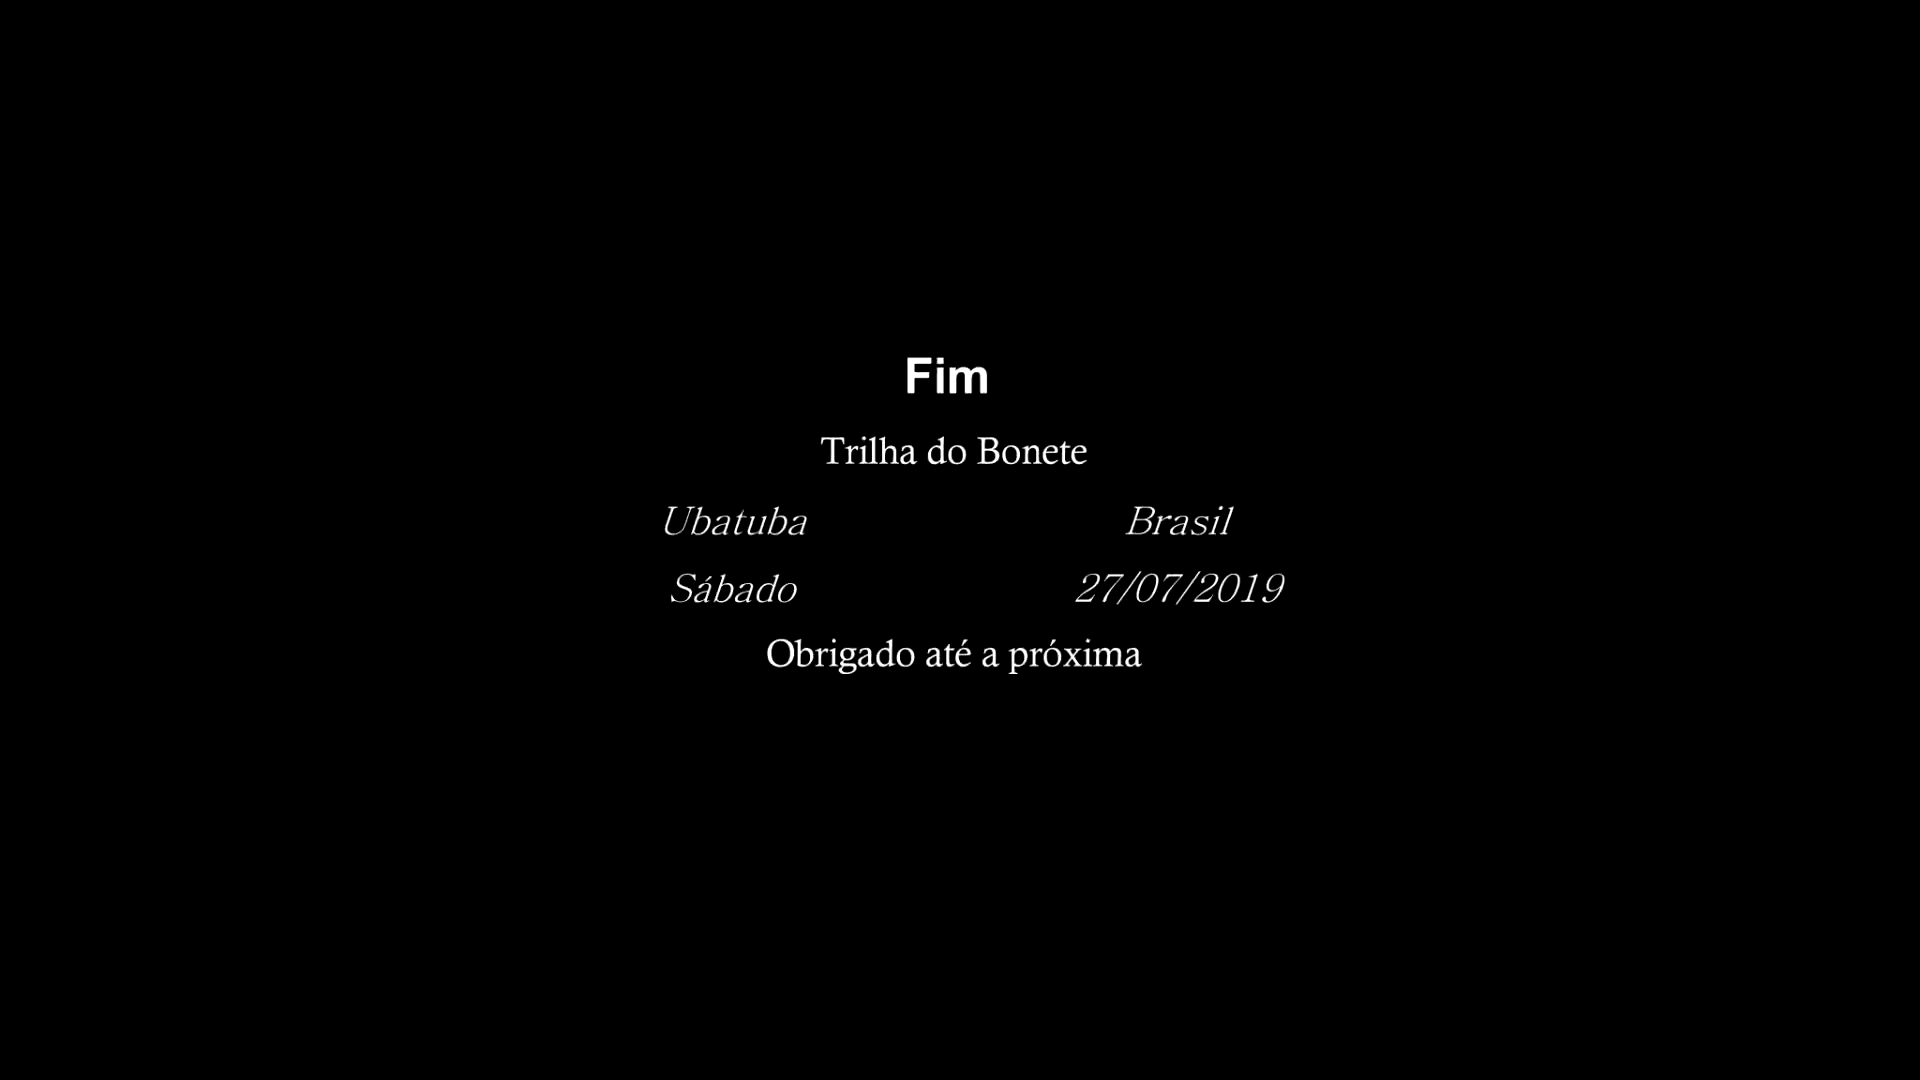 Fim
Trilha do Bonete
Ubatuba Brasil
Sábado 27/07/2019
Obrigado até a próxima